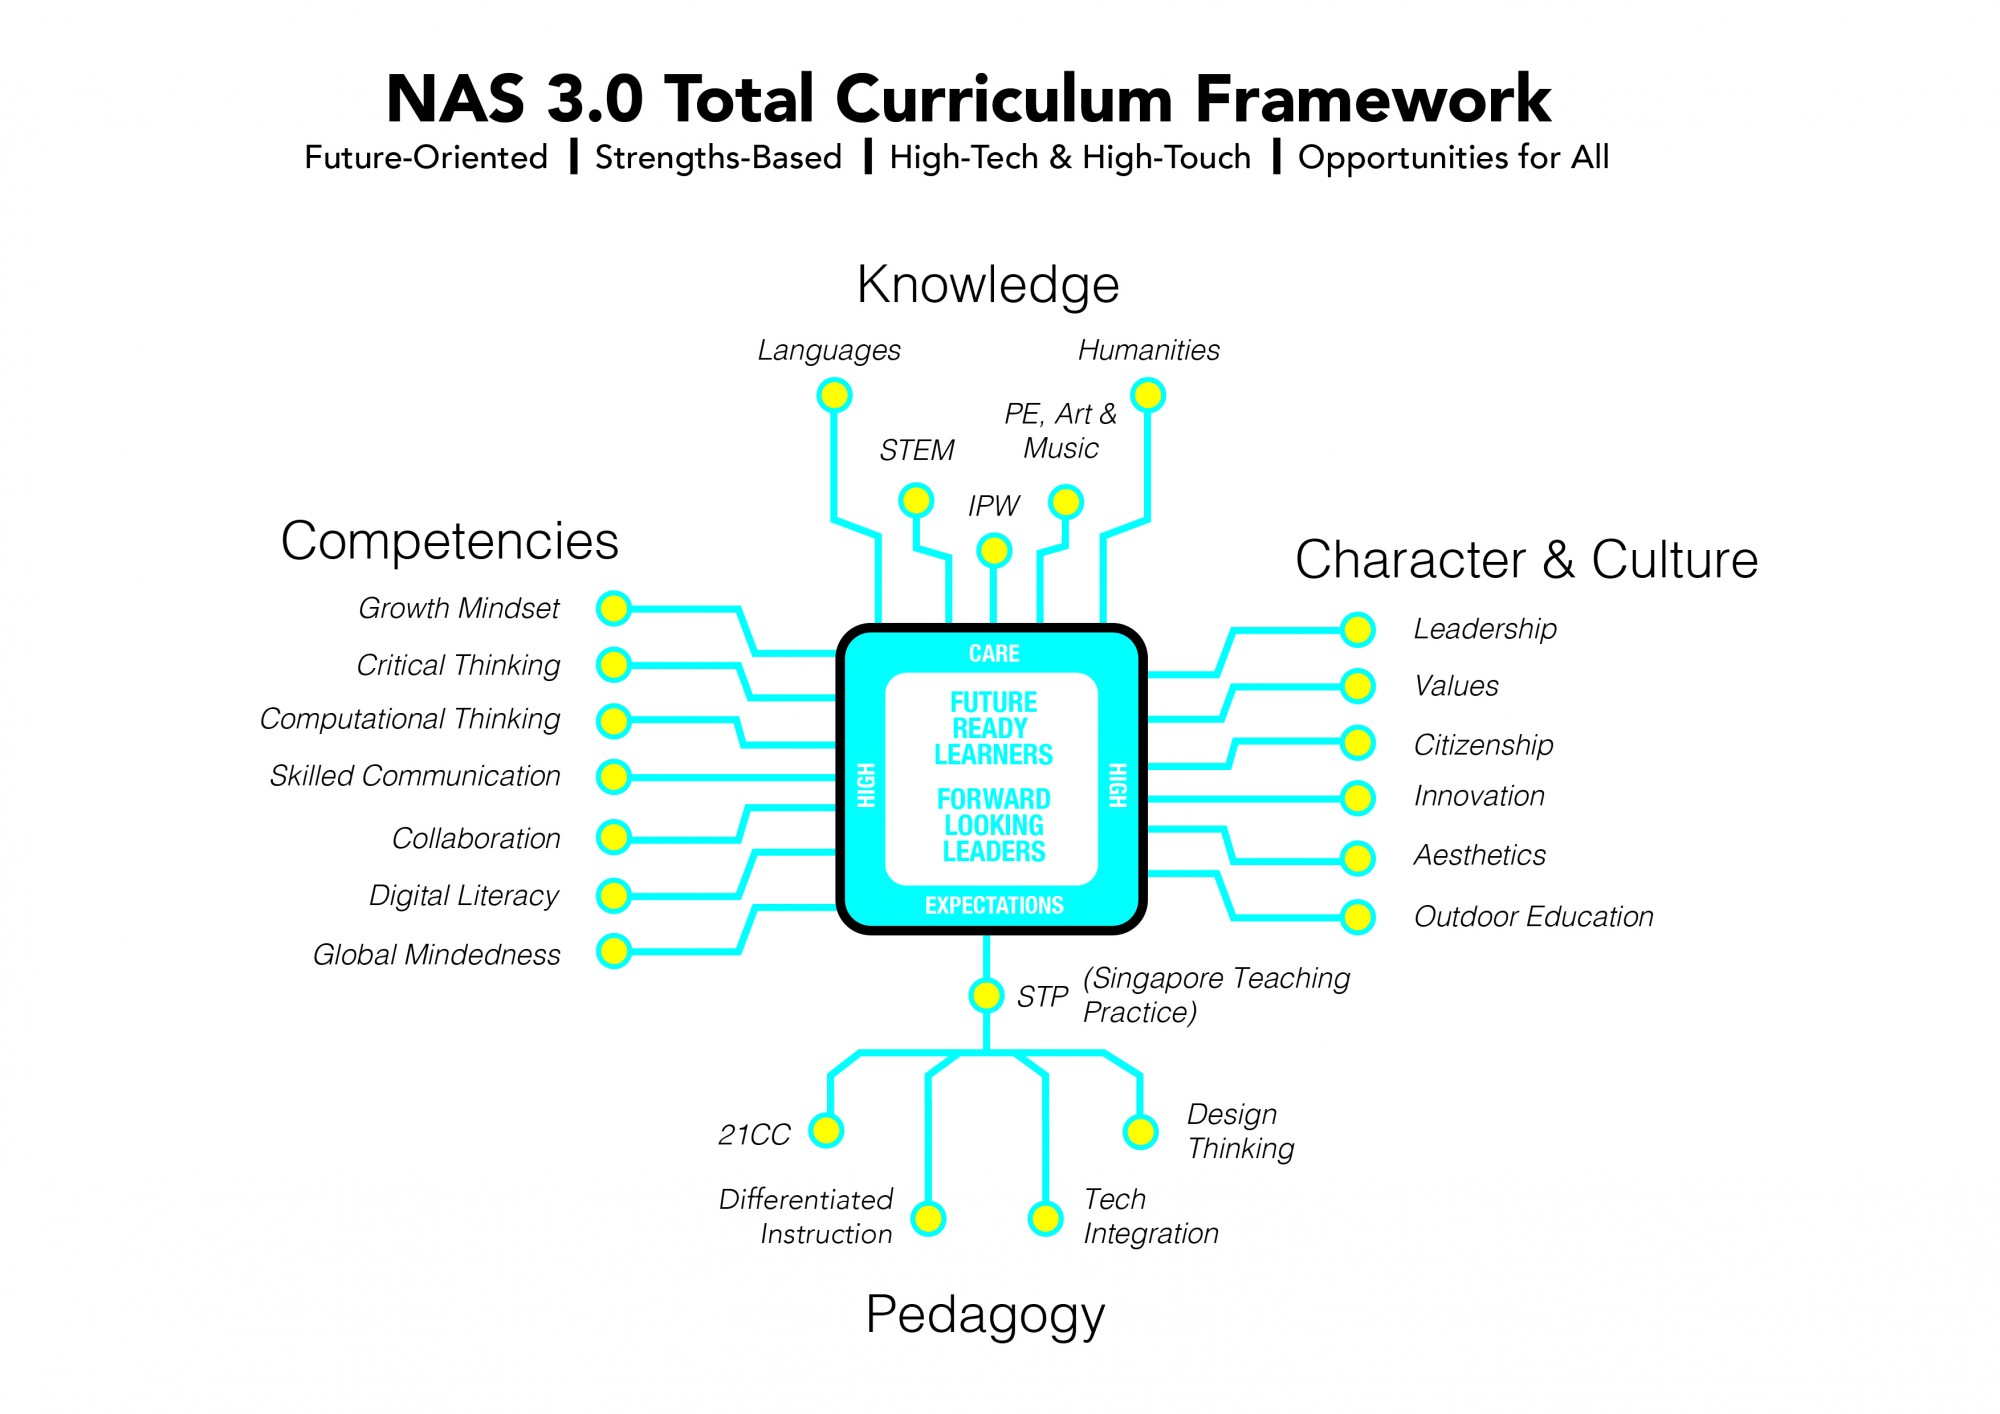 NAS 3.0 Total Curriculum Framework
Future-Oriented | Strengths-Based | High-Tech & High-Touch | Opportunities for All
Knowledge
Languages
Humanities
PE, Art &
Music
STEM
IPW
Competencies
Growth Mindset
Critical Thinking
Computational Thinking
Skilled Communication
Collaboration
Digital Literacy
Global Mindedness
CARE
HIGH
FUTURE
READY
LEARNERS
FORWARD
LOOKING
LEADERS
HIGH
EXPECTATIONS
Character & Culture
Leadership
Values
Citizenship
Innovation
Aesthetics
Outdoor Education
STP (Singapore Teaching
Practice)
21CC
Differentiated
Instruction
Tech
Integration
Design
Thinking
Pedagogy